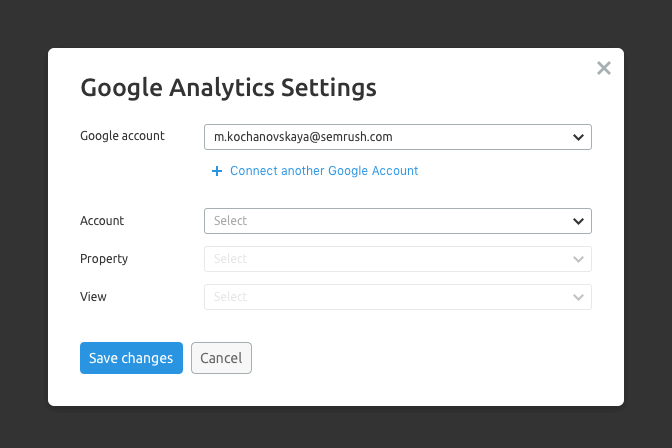 Google Analytics Settings
Google account
m.kochanovskaya@semrush.com
+ Connect another Google Account
Account
Select
Property
Select
View
Select
Save changes
Cancel